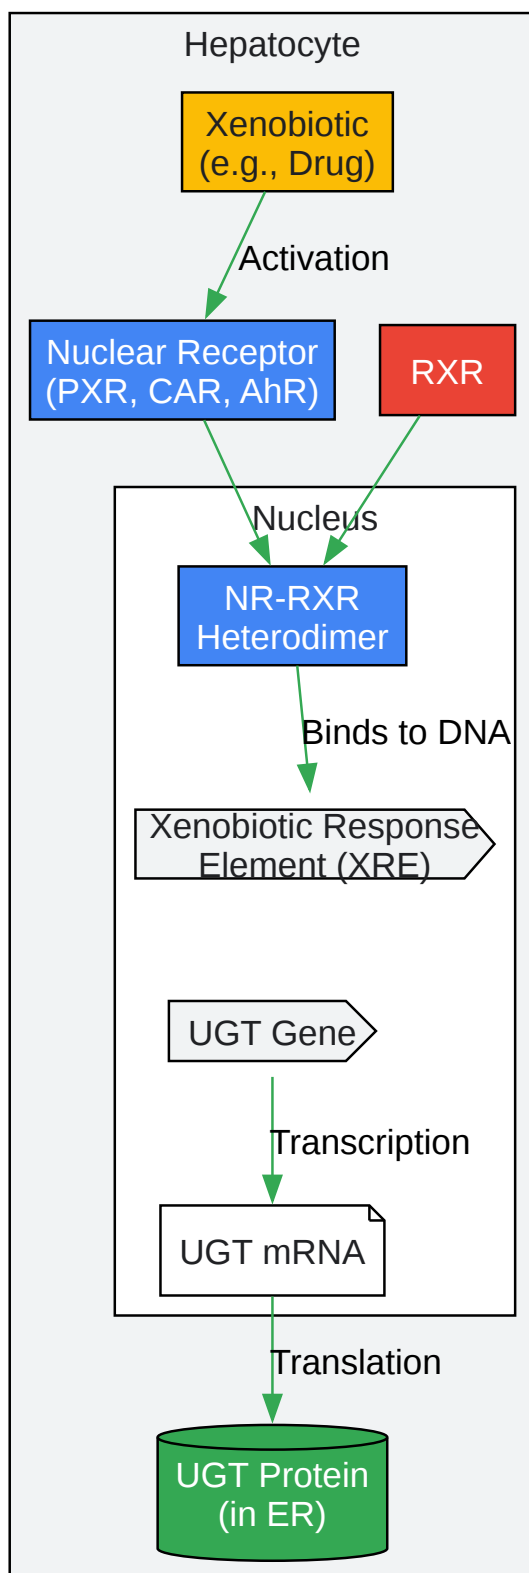 Hepatocyte
Xenobiotic
(e.g., Drug)
Activation
Nuclear Receptor
(PXR, CAR, AhR)
RXR
Nucleus
NR-RXR
Heterodimer
Binds to DNA
Xenobiotic Response
Element (XRE)
UGT Gene
Transcription
UGT mRNA
Translation
UGT Protein
(in ER)